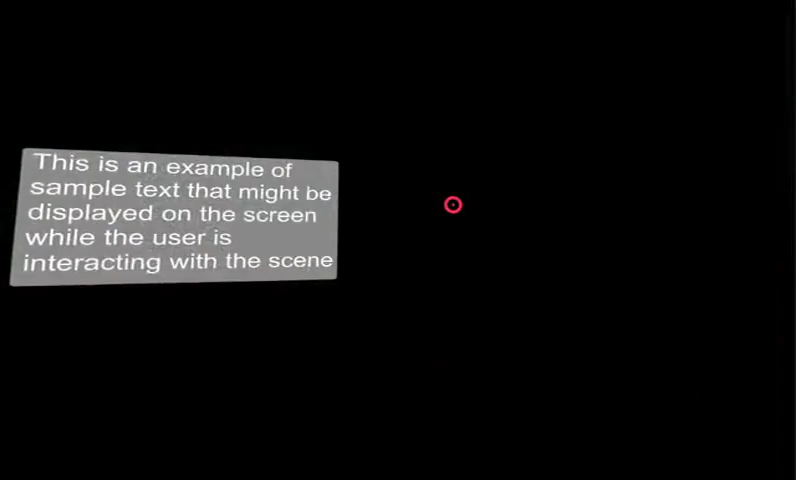 This is an example of
sample text that might be
displayed on the screen
while the user is
interacting with the scene